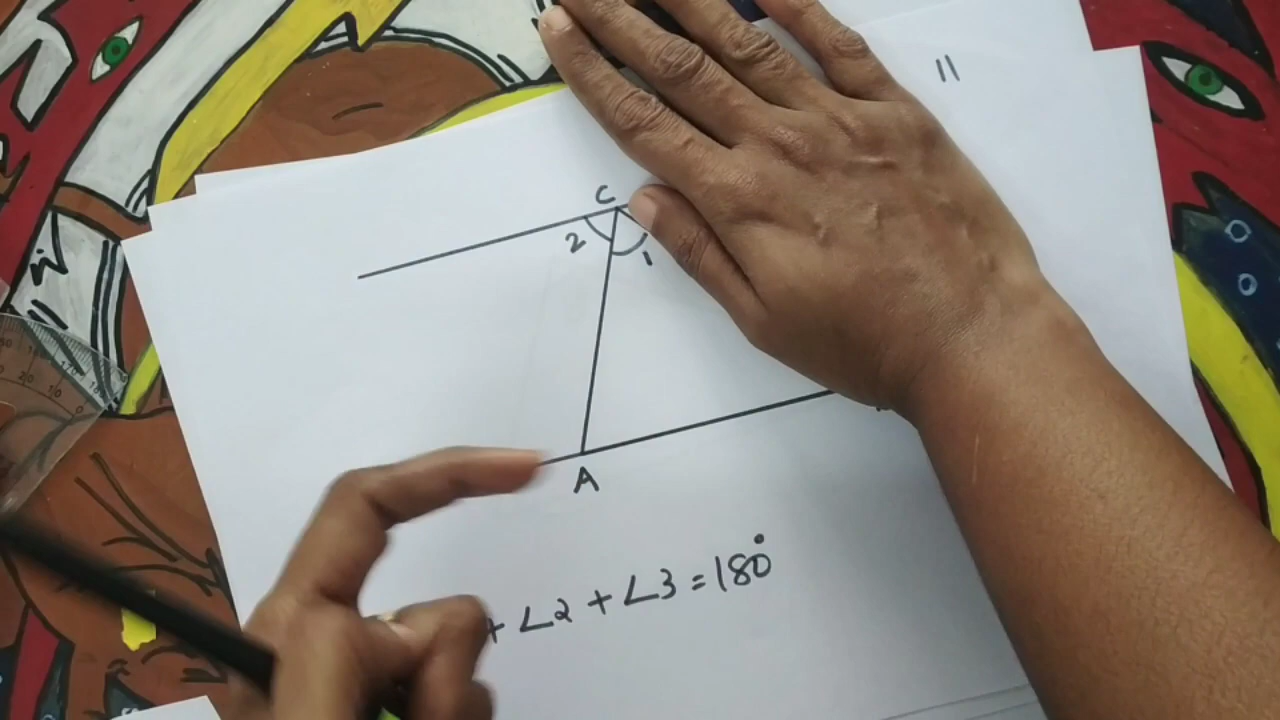 11
C
2 1
A
+ ∠2 + ∠3 = 180°